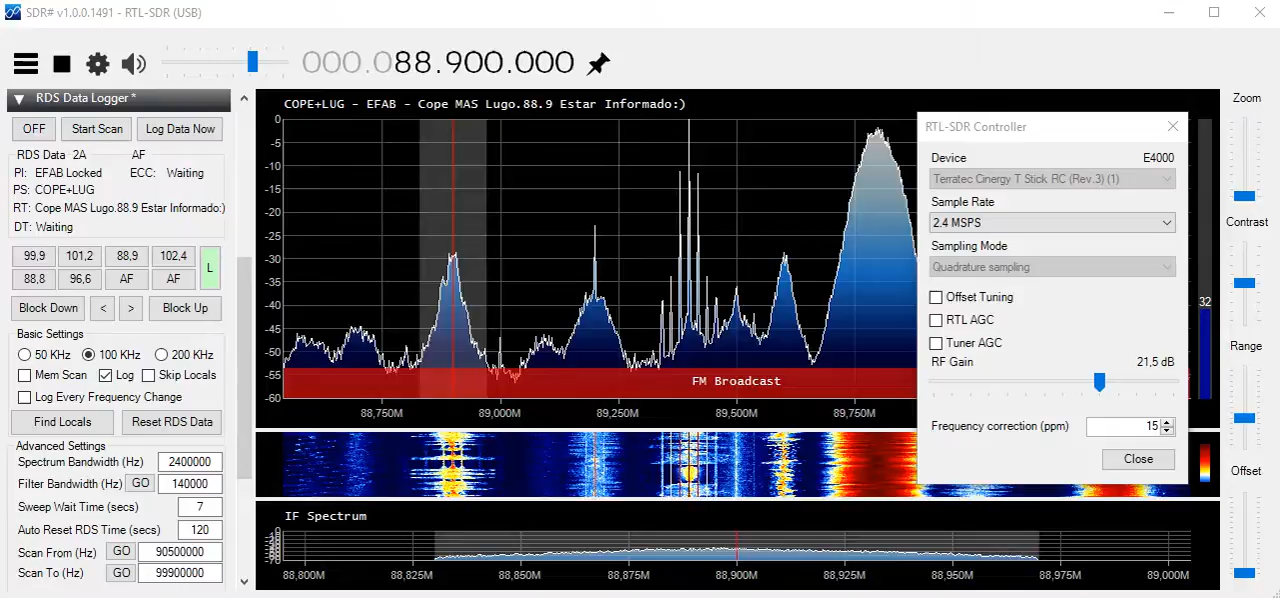 SDR# v1.0.0.1491 - RTL-SDR (USB)
000.088.900.000
RDS Data Logger *
OFF Start Scan Log Data Now
RDS Data 2A AF
PI: EFAB Locked ECC: Waiting
PS: COPE+LUG
RT: Cope MAS Lugo.88.9 Estar Informado:)
DT: Waiting
99,9 101,2 88,9 102,4 L
88,8 96,6 AF AF
Block Down < > Block Up
Basic Settings
50 KHz 100 KHz 200 KHz
Mem Scan Log Skip Locals
Log Every Frequency Change
Find Locals Reset RDS Data
Advanced Settings
Spectrum Bandwidth (Hz) 2400000
Filter Bandwidth (Hz) GO 140000
Sweep Wait Time (secs) 7
Auto Reset RDS Time (secs) 120
Scan From (Hz) GO 90500000
Scan To (Hz) GO 99900000
COPE+LUG - EFAB - Cope MAS Lugo.88.9 Estar Informado:)
0
-5
-10
-15
-20
-25
-30
-35
-40
-45
-50
-55
-60
FM Broadcast
88,750M 89,000M 89,250M 89,500M 89,750M
IF Spectrum
0
-70
88,800M 88,825M 88,850M 88,875M 88,900M 88,925M 88,950M 88,975M 89,000M
RTL-SDR Controller
Device E4000
Terratec Cinergy T Stick RC (Rev.3) (1)
Sample Rate
2.4 MSPS
Sampling Mode
Quadrature sampling
Offset Tuning
RTL AGC
Tuner AGC
RF Gain 21,5 dB
Frequency correction (ppm) 15
Close
32
Zoom
Contrast
Range
Offset